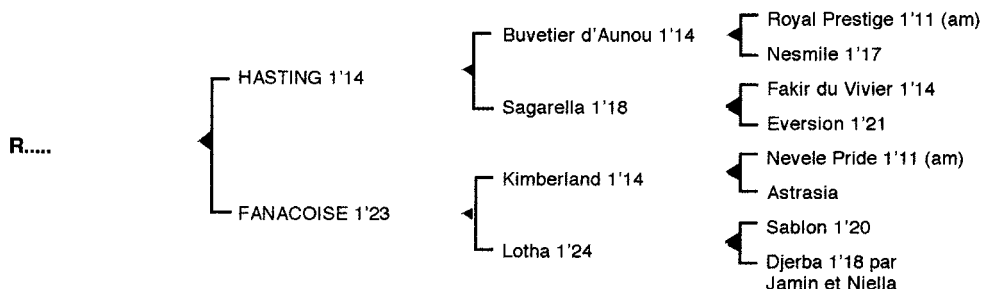 Royal Prestige 1'11 (am)
Buvetier d'Aunou 1'14
Nesmile 1'17
HASTING 1'14
Fakir du Vivier 1'14
Sagarella 1'18
Eversion 1'21
R.....
Nevele Pride 1'11 (am)
Kimberland 1'14
Astrasia
FANACOISE 1'23
Sablon 1'20
Lotha 1'24
Djerba 1'18 par
Jamin et Niella